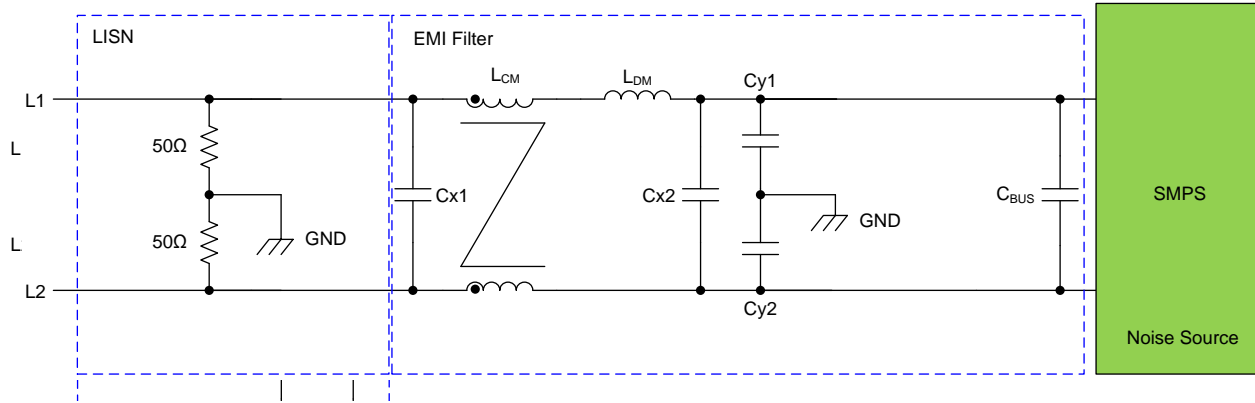 LISN
EMI Filter
L1
50Ω
50Ω
GND
L2
L
L
Cx1
LCM
LDM
Cx2
Cy1
Cy2
GND
CBUS
SMPS
Noise Source